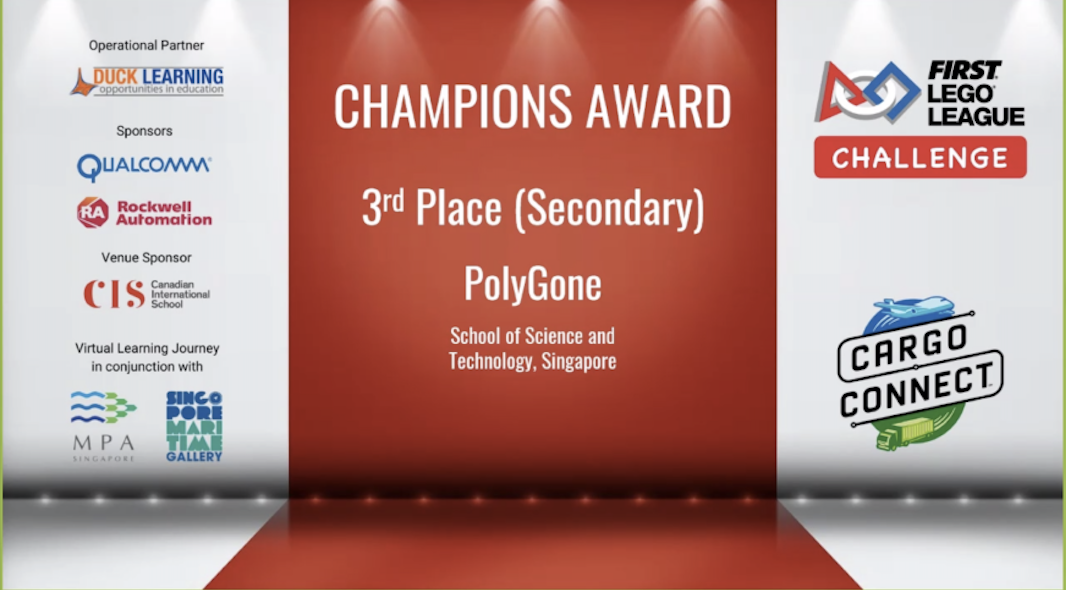 Operational Partner
DUCK LEARNING
opportunities in education
Sponsors
QUALCOMM®
RA Rockwell
Automation
Venue Sponsor
CIS Canadian
International
School
Virtual Learning Journey
in conjunction with
MPA
SINGAPORE
SINGA
PORE
MARI
TIME
GALLERY
CHAMPIONS AWARD
3rd Place (Secondary)
PolyGone
School of Science and
Technology, Singapore
FIRST®
LEGO®
LEAGUE
CHALLENGE
CARGO
CONNECT™